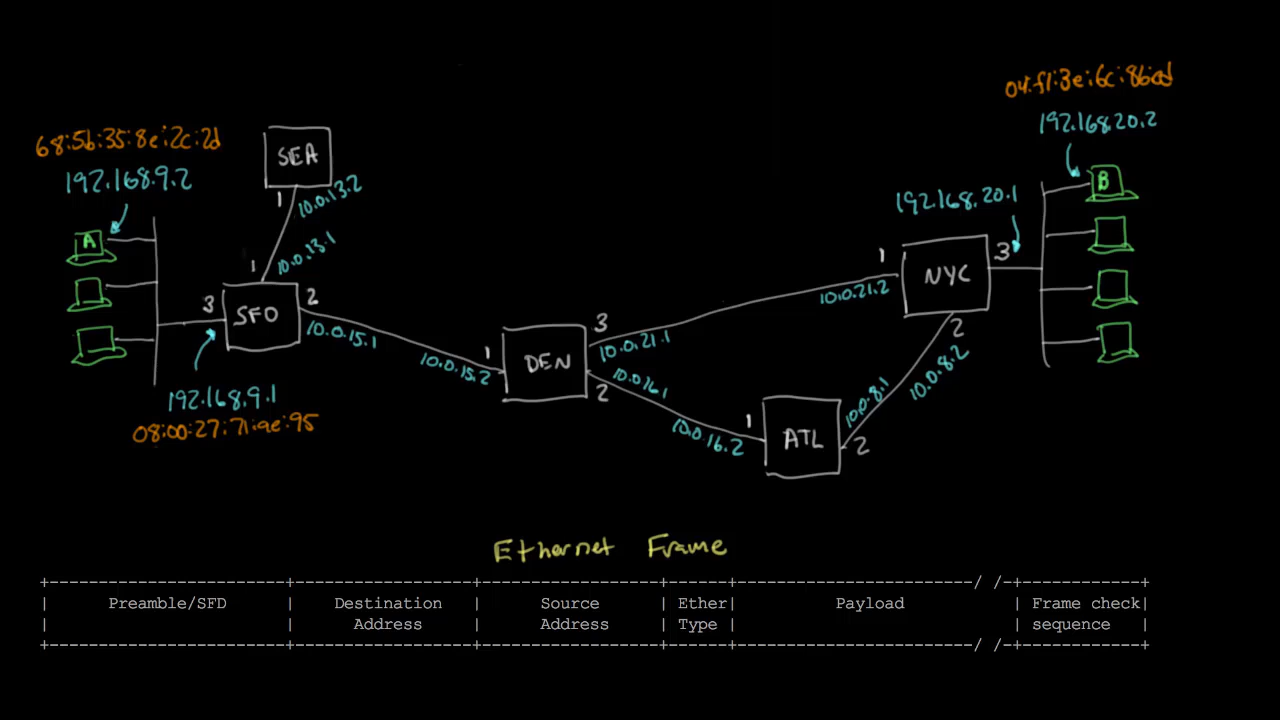 04:f1:3e:6c:86:ad
192.168.20.2
68:5b:35:8e:2c:2d
192.168.9.2
SEA
1
10.0.13.2
B
192.168.20.1
A
10.0.13.1
1
3
SFO
2
10.0.15.1
1
NYC
3
10.0.21.2
2
3
10.0.21.1
1
DEN
10.0.15.2
2
10.0.16.1
10.0.8.2
10.0.8.1
192.168.9.1
08:00:27:71:ae:95
1
ATL
2
10.0.16.2
Ethernet Frame
Preamble/SFD | Destination | Source | Ether| Payload | Frame check|
Address | Address | Type | sequence